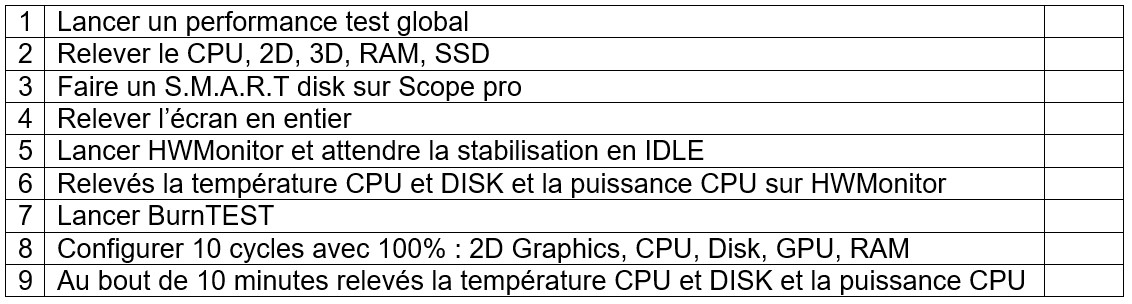 1 Lancer un performance test global
2 Relever le CPU, 2D, 3D, RAM, SSD
3 Faire un S.M.A.R.T disk sur Scope pro
4 Relever l’écran en entier
5 Lancer HWMonitor et attendre la stabilisation en IDLE
6 Relevés la température CPU et DISK et la puissance CPU sur HWMonitor
7 Lancer BurnTEST
8 Configurer 10 cycles avec 100% : 2D Graphics, CPU, Disk, GPU, RAM
9 Au bout de 10 minutes relevés la température CPU et DISK et la puissance CPU